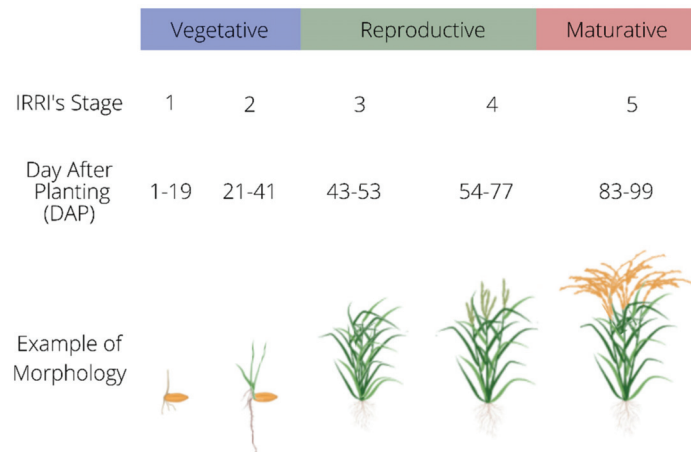 Vegetative Reproductive Maturative
IRRI's Stage 1 2 3 4 5
Day After
Planting
(DAP)
1-19 21-41 43-53 54-77 83-99
Example of
Morphology